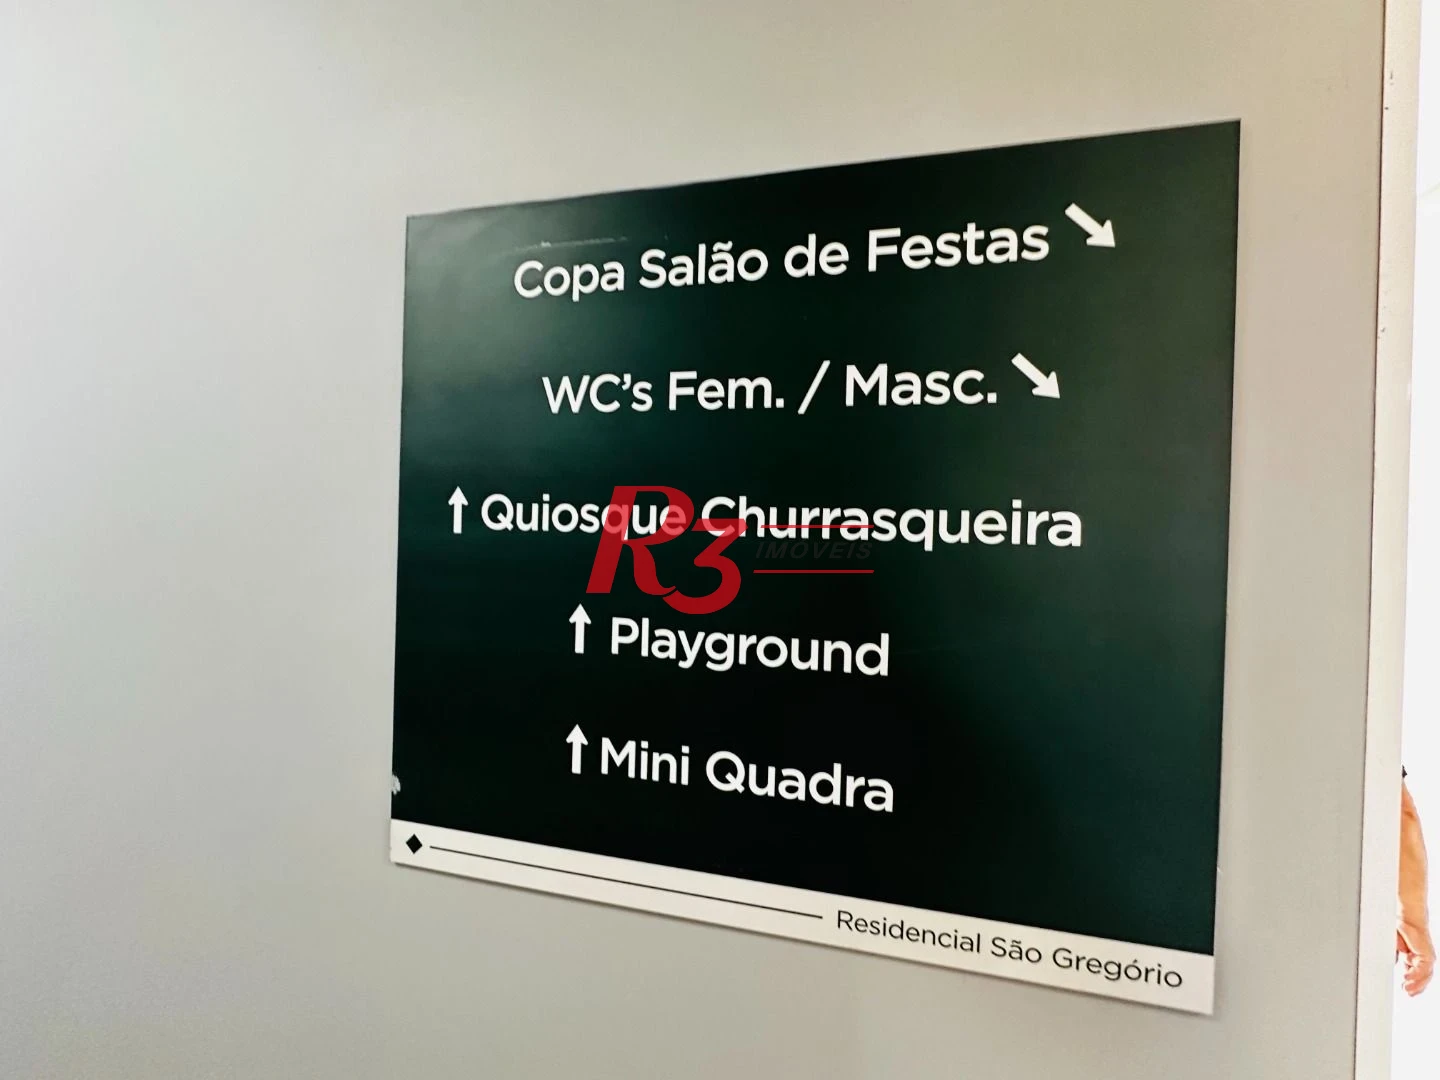 Copa Salão de Festas
WC's Fem. / Masc.
Quiosque Churrasqueira
R3 IMÓVEIS
Playground
Mini Quadra
Residencial São Gregório